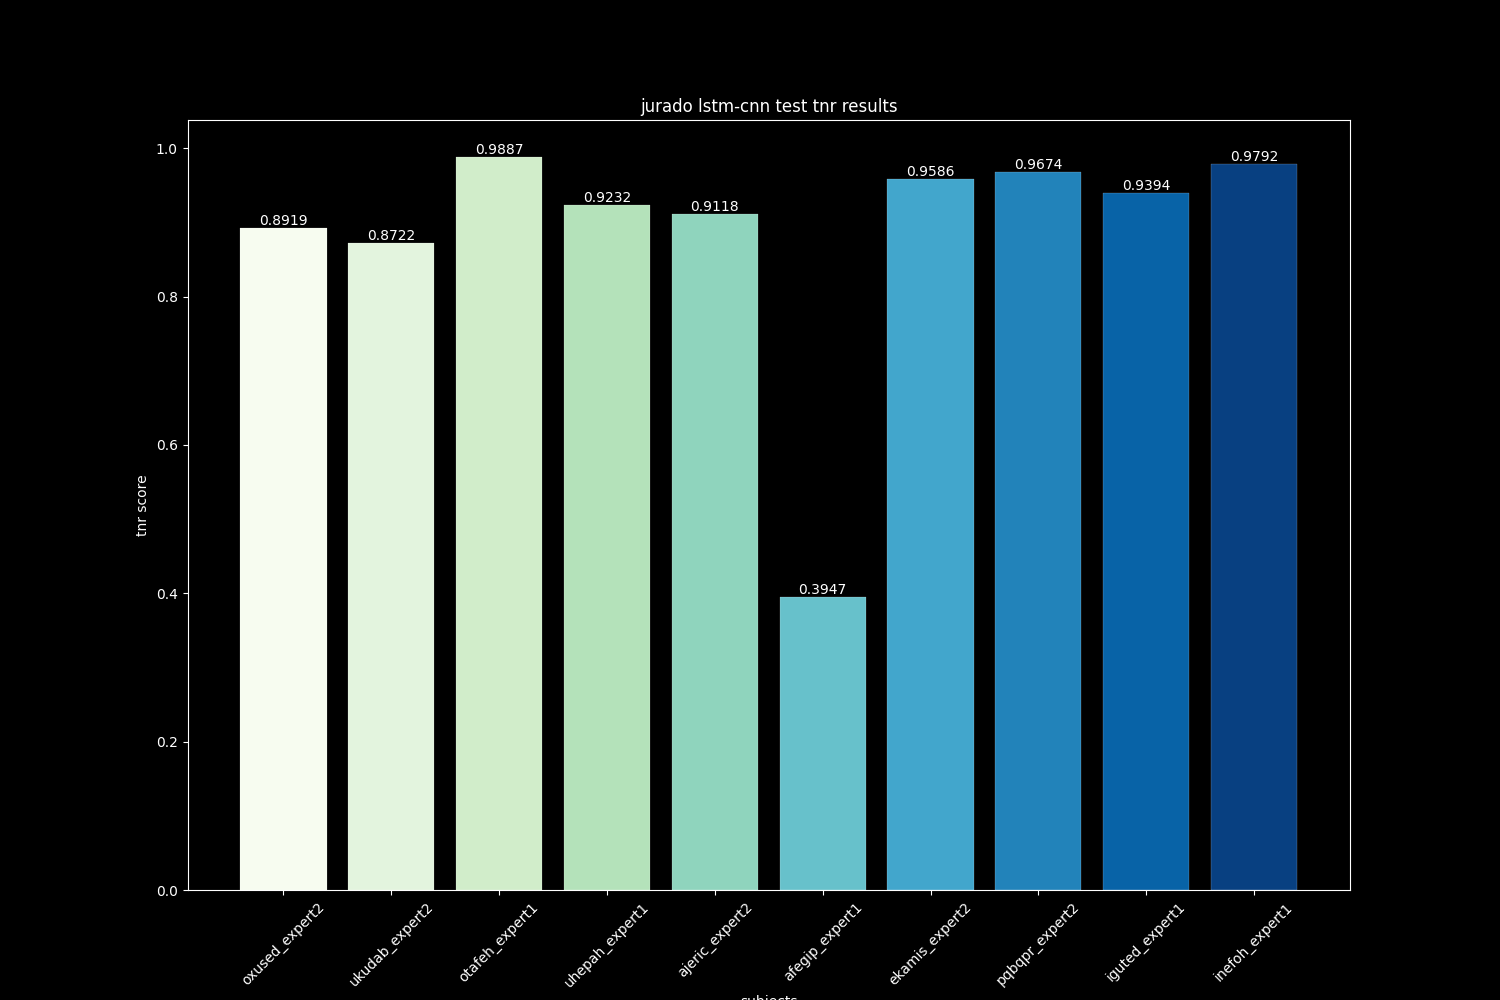 jurado lstm-cnn test tnr results
1.0
0.8
0.6
0.4
0.2
0.0
tnr score
0.8919
0.8722
0.9887
0.9232
0.9118
0.3947
0.9586
0.9674
0.9394
0.9792
oxused_expert2
ukudab_expert2
otafeh_expert1
uhepah_expert1
ajeric_expert2
afegip_expert1
ekamis_expert2
pqbqpr_expert2
iguted_expert1
inefoh_expert1
subjects